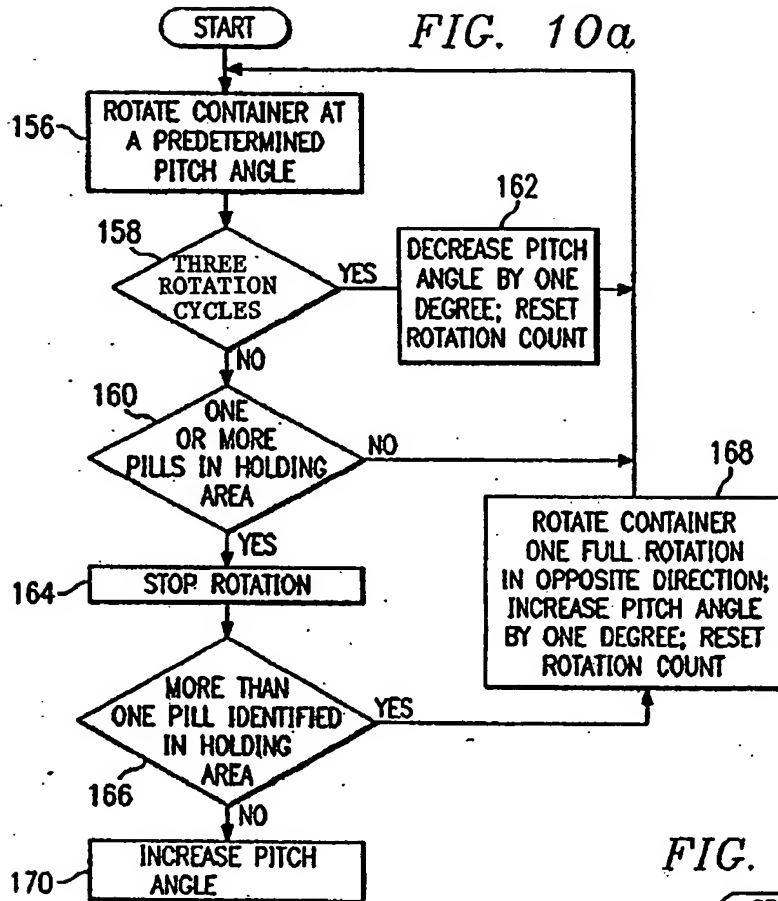 START
FIG. 10a
156
ROTATE CONTAINER AT
A PREDETERMINED
PITCH ANGLE
158
THREE
ROTATION
CYCLES
YES
162
DECREASE PITCH
ANGLE BY ONE
DEGREE; RESET
ROTATION COUNT
NO
160
ONE
OR MORE
PILLS IN HOLDING
AREA
NO
168
ROTATE CONTAINER
ONE FULL ROTATION
IN OPPOSITE DIRECTION;
INCREASE PITCH ANGLE
BY ONE DEGREE; RESET
ROTATION COUNT
YES
164
STOP ROTATION
MORE THAN
ONE PILL IDENTIFIED
IN HOLDING
AREA
YES
166
NO
170
INCREASE PITCH
ANGLE
FIG.